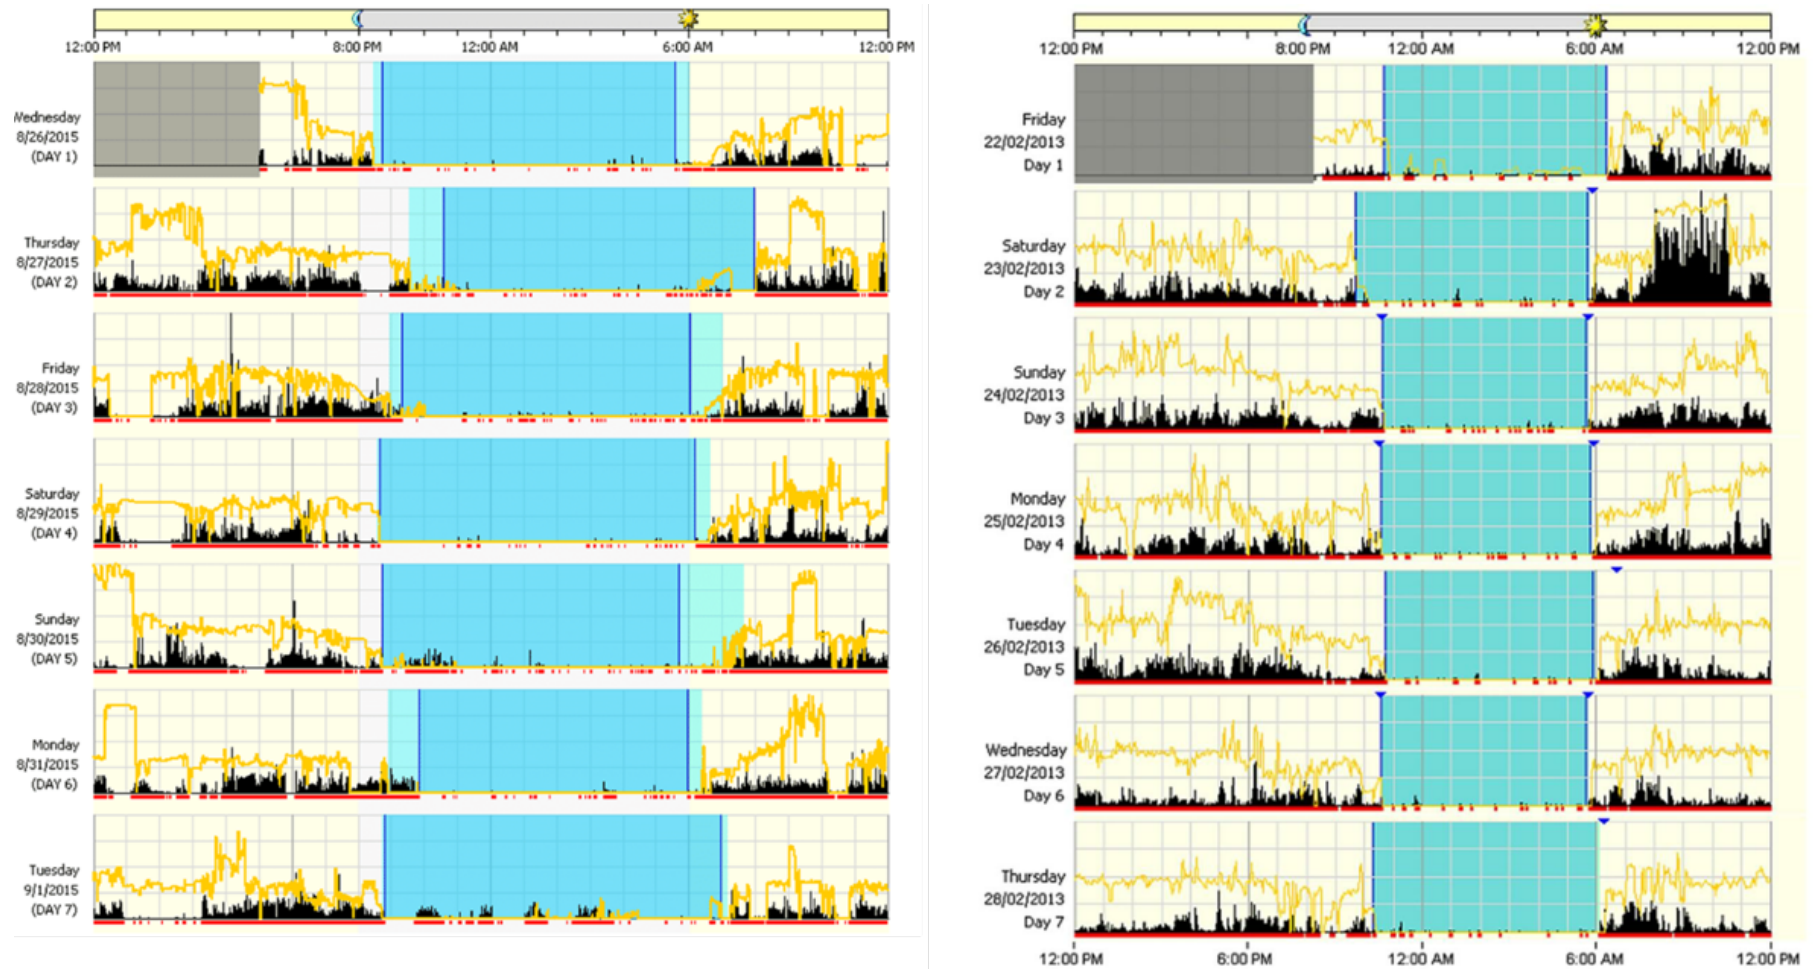 12:00 PM 8:00 PM 12:00 AM 6:00 AM 12:00 PM
Wednesday
8/26/2015
(DAY 1)
Thursday
8/27/2015
(DAY 2)
Friday
8/28/2015
(DAY 3)
Saturday
8/29/2015
(DAY 4)
Sunday
8/30/2015
(DAY 5)
Monday
8/31/2015
(DAY 6)
Tuesday
9/1/2015
(DAY 7)
12:00 PM 8:00 PM 12:00 AM 6:00 AM 12:00 PM
Friday
22/02/2013
Day 1
Saturday
23/02/2013
Day 2
Sunday
24/02/2013
Day 3
Monday
25/02/2013
Day 4
Tuesday
26/02/2013
Day 5
Wednesday
27/02/2013
Day 6
Thursday
28/02/2013
Day 7
12:00 PM 6:00 PM 12:00 AM 6:00 AM 12:00 PM